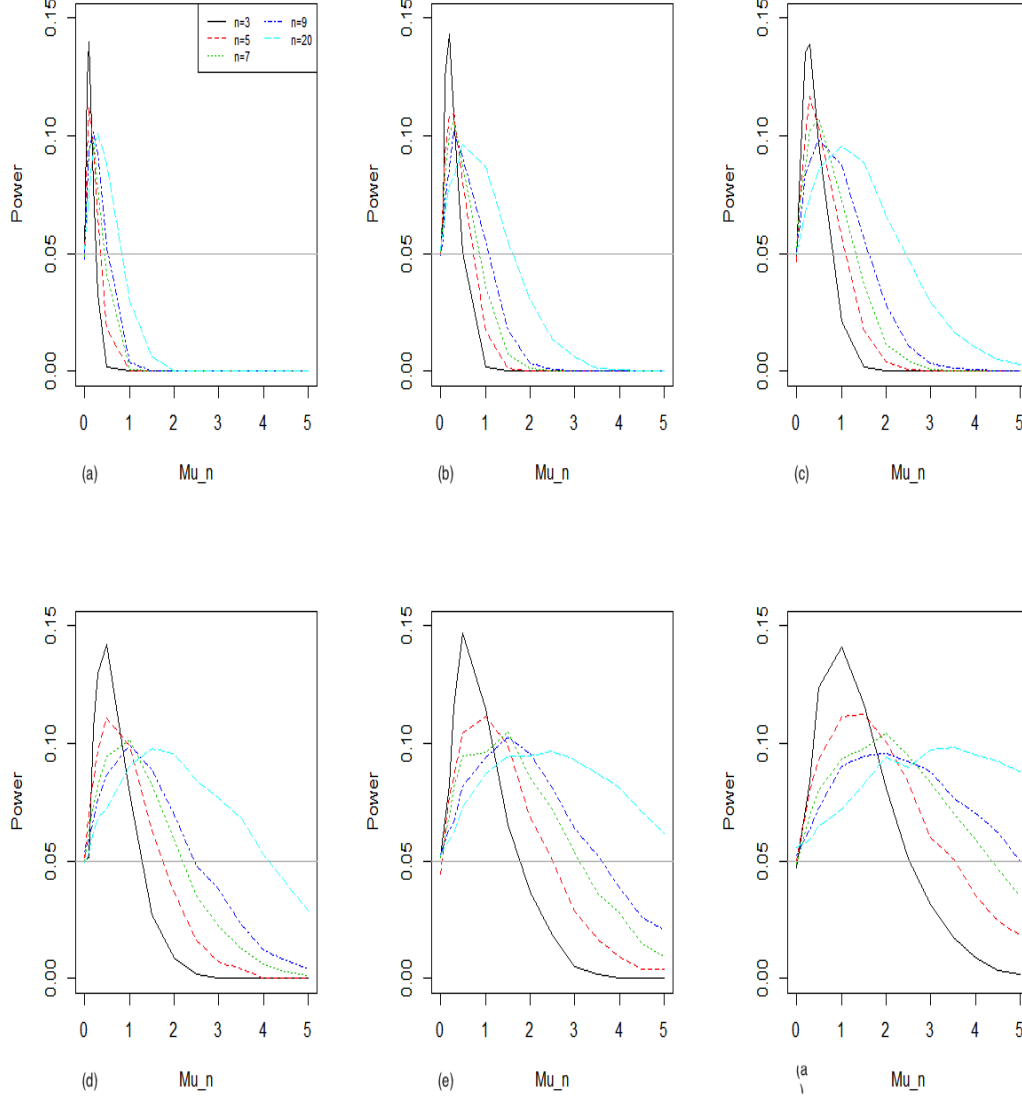 n=3 n=9
n=5 n=20
n=7
Power
0.00 0.05 0.10 0.15
0 1 2 3 4 5
(a) Mu_n
Power
0.00 0.05 0.10 0.15
0 1 2 3 4 5
(b) Mu_n
Power
0.00 0.05 0.10 0.15
0 1 2 3 4 5
(c) Mu_n
Power
0.00 0.05 0.10 0.15
0 1 2 3 4 5
(d) Mu_n
Power
0.00 0.05 0.10 0.15
0 1 2 3 4 5
(e) Mu_n
Power
0.00 0.05 0.10 0.15
0 1 2 3 4 5
(a Mu_n
)